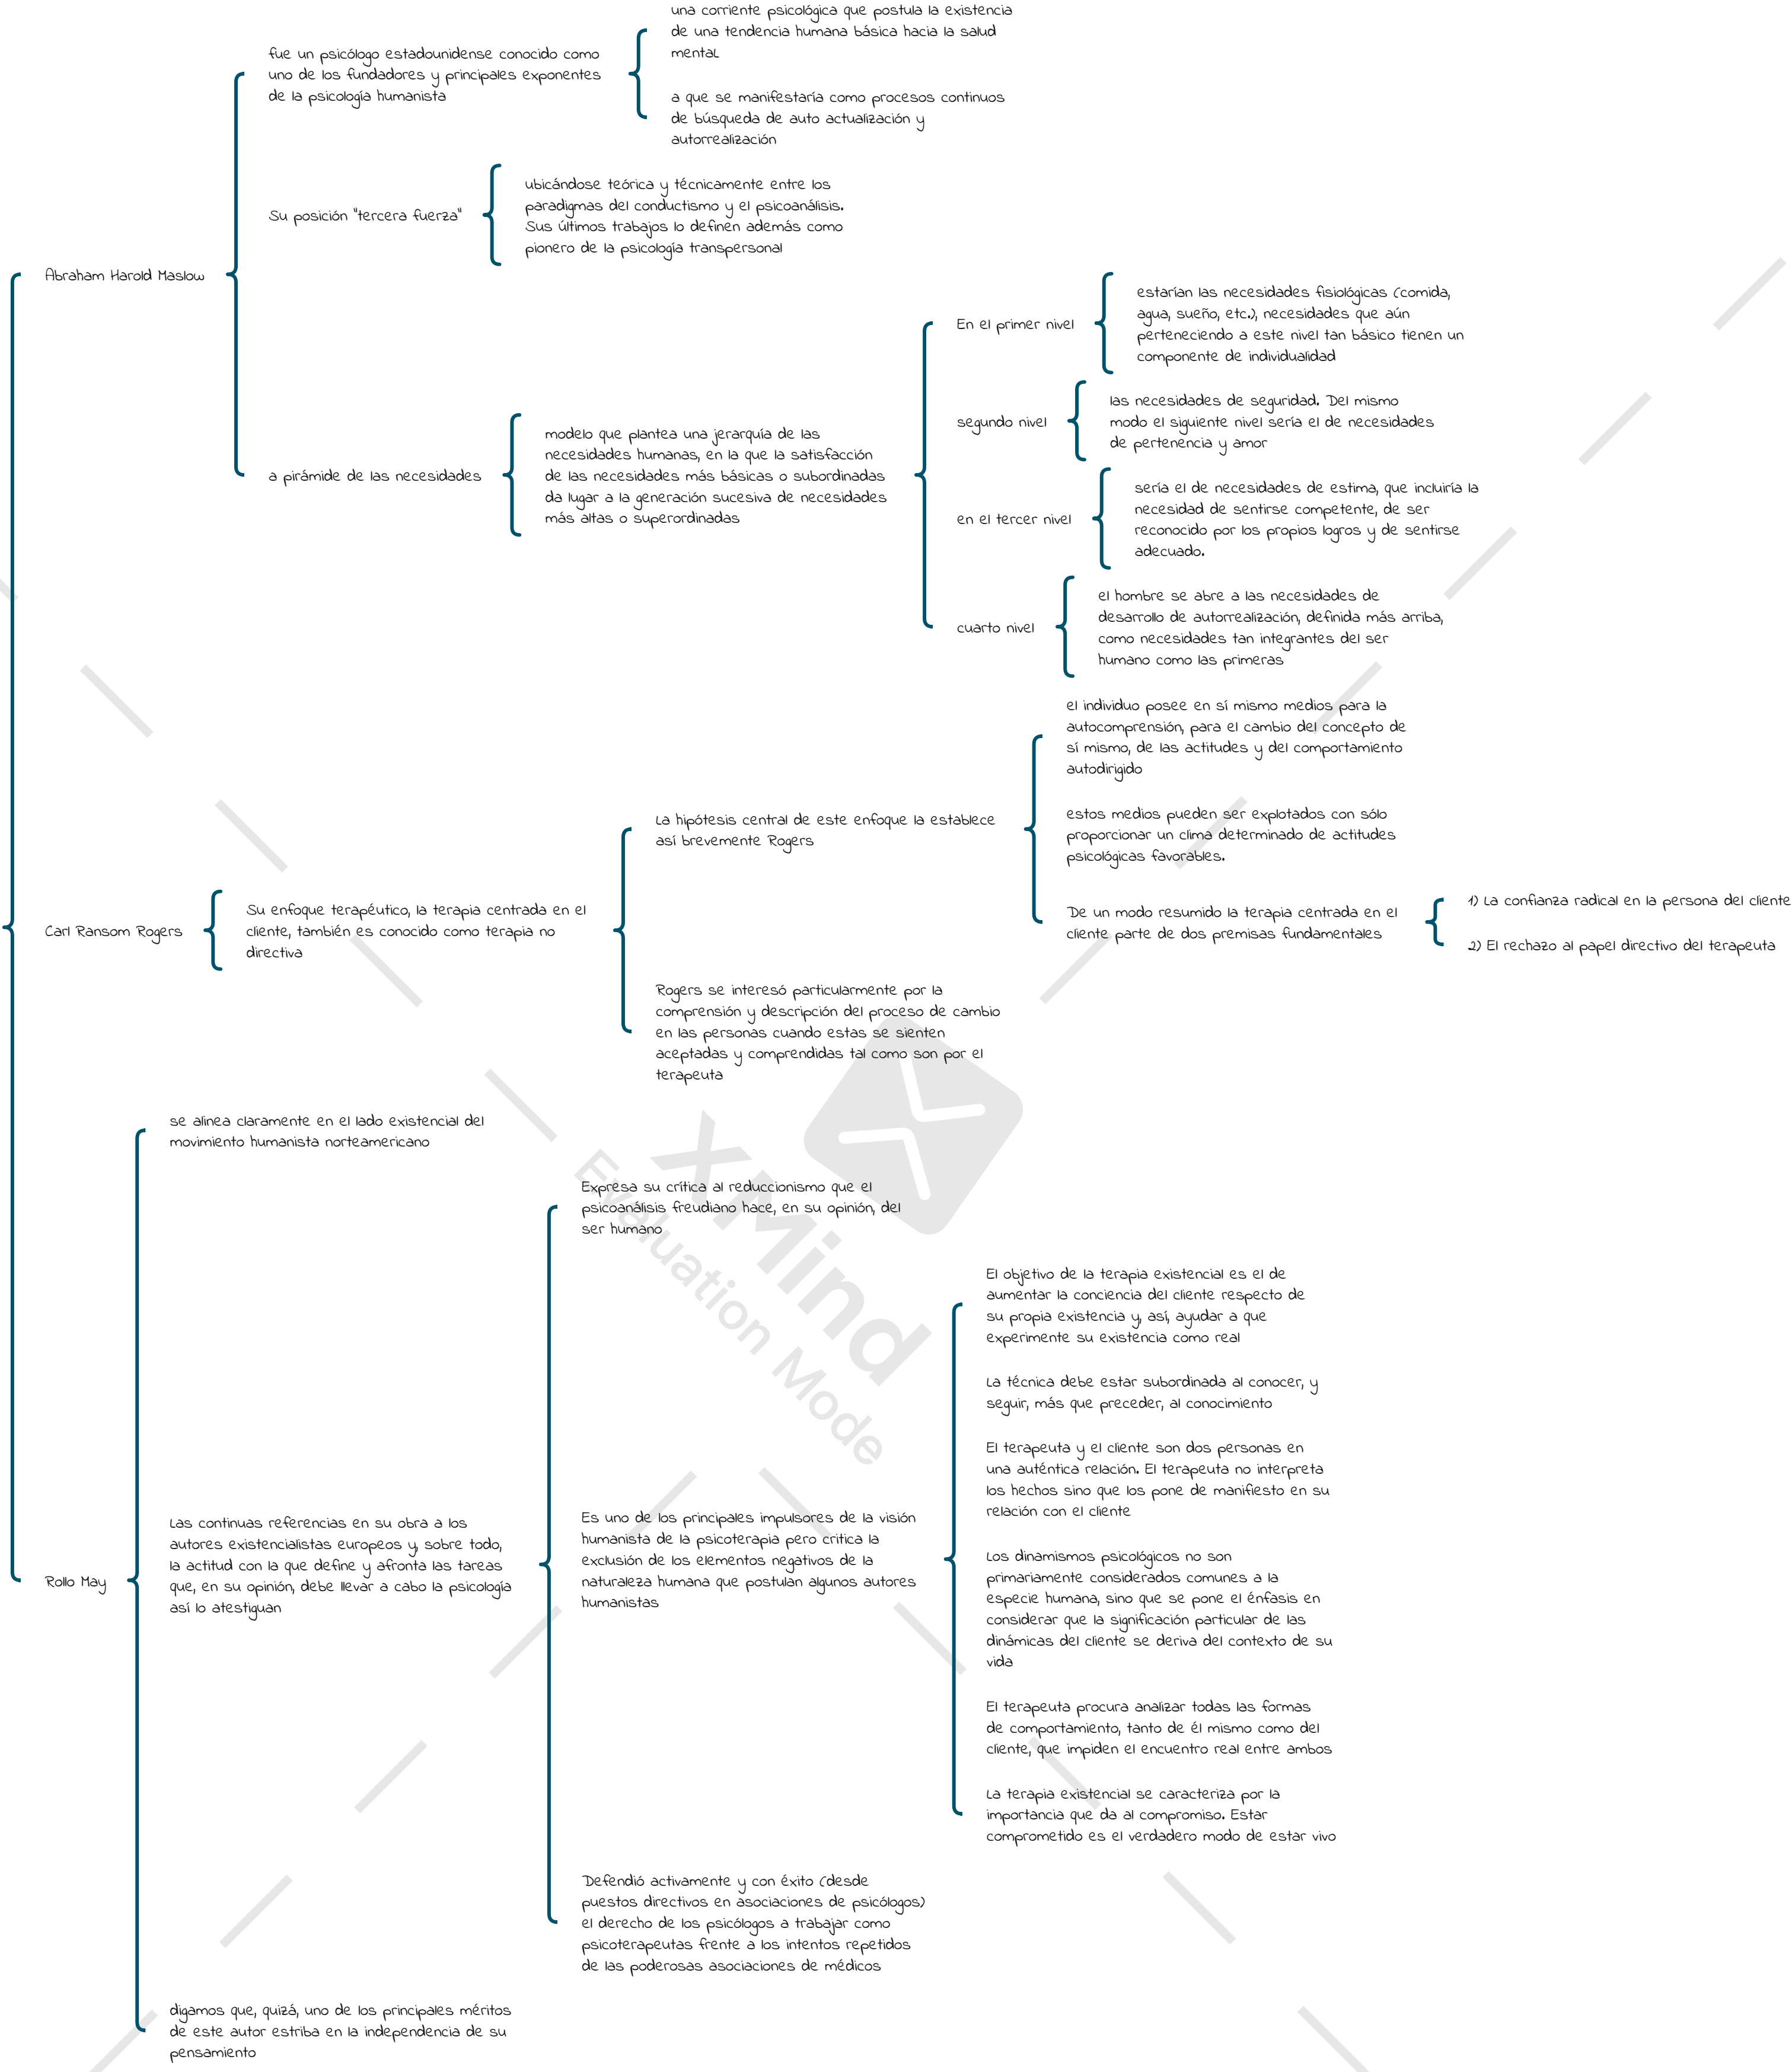 una corriente psicológica que postula la existencia
de una tendencia humana básica hacia la salud
mental
a que se manifestaría como procesos continuos
de búsqueda de auto actualización y
autorrealización
fue un psicólogo estadounidense conocido como
uno de los fundadores y principales exponentes
de la psicología humanista
Su posición "tercera fuerza"
ubicándose teórica y técnicamente entre los
paradigmas del conductismo y el psicoanálisis.
Sus últimos trabajos lo definen además como
pionero de la psicología transpersonal
Abraham Harold Maslow
a pirámide de las necesidades
modelo que plantea una jerarquía de las
necesidades humanas, en la que la satisfacción
de las necesidades más básicas o subordinadas
da lugar a la generación sucesiva de necesidades
más altas o superordinadas
En el primer nivel
estarían las necesidades fisiológicas (comida,
agua, sueño, etc.), necesidades que aún
perteneciendo a este nivel tan básico tienen un
componente de individualidad
segundo nivel
las necesidades de seguridad. Del mismo
modo el siguiente nivel sería el de necesidades
de pertenencia y amor
en el tercer nivel
sería el de necesidades de estima, que incluiría la
necesidad de sentirse competente, de ser
reconocido por los propios logros y de sentirse
adecuado.
cuarto nivel
el hombre se abre a las necesidades de
desarrollo de autorrealización, definida más arriba,
como necesidades tan integrantes del ser
humano como las primeras
Carl Ransom Rogers
Su enfoque terapéutico, la terapia centrada en el
cliente, también es conocido como terapia no
directiva
La hipótesis central de este enfoque la establece
así brevemente Rogers
el individuo posee en sí mismo medios para la
autocomprensión, para el cambio del concepto de
sí mismo, de las actitudes y del comportamiento
autodirigido
estos medios pueden ser explotados con sólo
proporcionar un clima determinado de actitudes
psicológicas favorables.
De un modo resumido la terapia centrada en el
cliente parte de dos premisas fundamentales
1) La confianza radical en la persona del cliente
2) El rechazo al papel directivo del terapeuta
Rogers se interesó particularmente por la
comprensión y descripción del proceso de cambio
en las personas cuando estas se sienten
aceptadas y comprendidas tal como son por el
terapeuta
Rollo May
se alinea claramente en el lado existencial del
movimiento humanista norteamericano
Las continuas referencias en su obra a los
autores existencialistas europeos y, sobre todo,
la actitud con la que define y afronta las tareas
que, en su opinión, debe llevar a cabo la psicología
así lo atestiguan
Expresa su crítica al reduccionismo que el
psicoanálisis freudiano hace, en su opinión, del
ser humano
Es uno de los principales impulsores de la visión
humanista de la psicoterapia pero critica la
exclusión de los elementos negativos de la
naturaleza humana que postulan algunos autores
humanistas
El objetivo de la terapia existencial es el de
aumentar la conciencia del cliente respecto de
su propia existencia y, así, ayudar a que
experimente su existencia como real
La técnica debe estar subordinada al conocer, y
seguir, más que preceder, al conocimiento
El terapeuta y el cliente son dos personas en
una auténtica relación. El terapeuta no interpreta
los hechos sino que los pone de manifiesto en su
relación con el cliente
Los dinamismos psicológicos no son
primariamente considerados comunes a la
especie humana, sino que se pone el énfasis en
considerar que la significación particular de las
dinámicas del cliente se deriva del contexto de su
vida
El terapeuta procura analizar todas las formas
de comportamiento, tanto de él mismo como del
cliente, que impiden el encuentro real entre ambos
La terapia existencial se caracteriza por la
importancia que da al compromiso. Estar
comprometido es el verdadero modo de estar vivo
Defendió activamente y con éxito (desde
puestos directivos en asociaciones de psicólogos)
el derecho de los psicólogos a trabajar como
psicoterapeutas frente a los intentos repetidos
de las poderosas asociaciones de médicos
digamos que, quizá, uno de los principales méritos
de este autor estriba en la independencia de su
pensamiento
XMind
Evaluation Mode